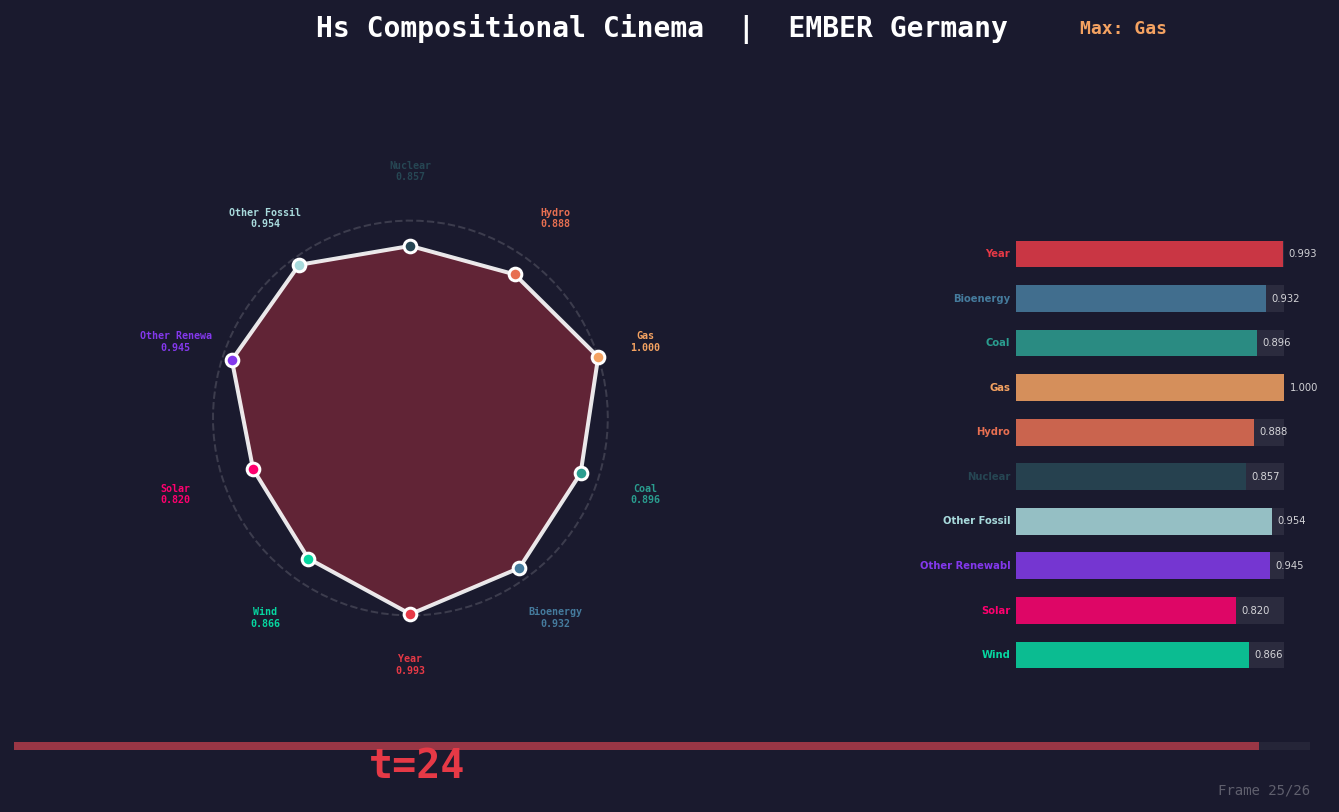 Hs Compositional Cinema | EMBER Germany
Max: Gas
Nuclear
0.857
Other Fossil
0.954
Hydro
0.888
Other Renewa
0.945
Gas
1.000
Solar
0.820
Coal
0.896
Wind
0.866
Bioenergy
0.932
Year
0.993
Year 0.993
Bioenergy 0.932
Coal 0.896
Gas 1.000
Hydro 0.888
Nuclear 0.857
Other Fossil 0.954
Other Renewabl 0.945
Solar 0.820
Wind 0.866
t=24
Frame 25/26